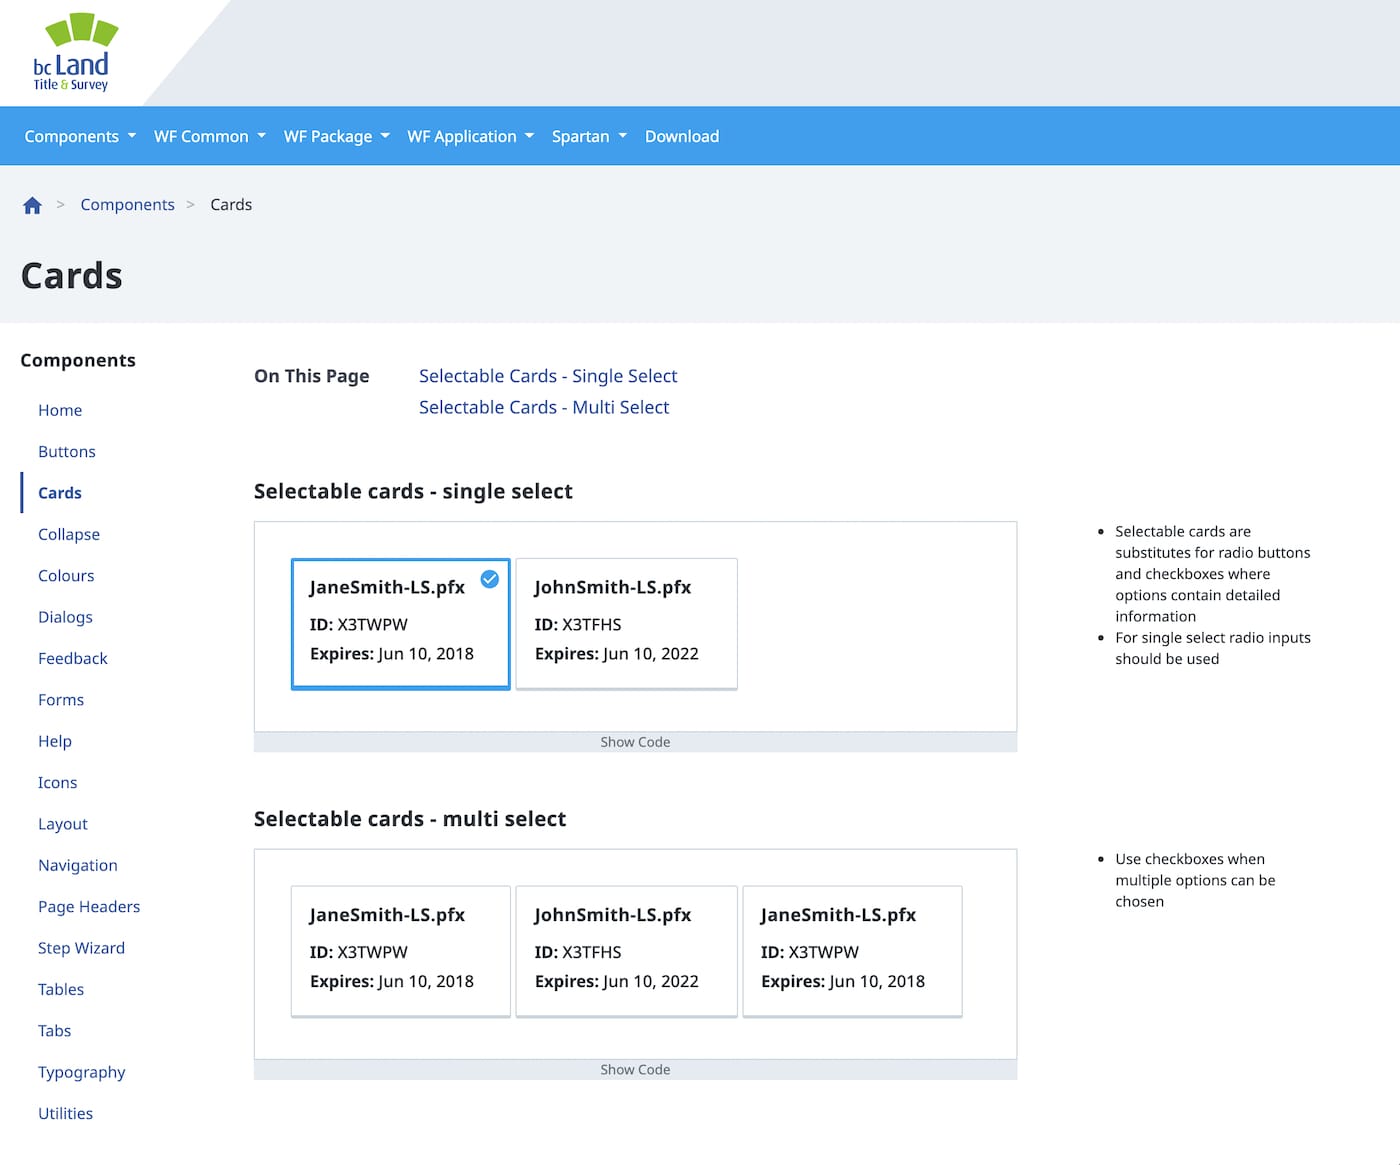 bc Land
Title & Survey
Components WF Common WF Package WF Application Spartan Download
> Components > Cards
Cards
Components
Home
Buttons
Cards
Collapse
Colours
Dialogs
Feedback
Forms
Help
Icons
Layout
Navigation
Page Headers
Step Wizard
Tables
Tabs
Typography
Utilities
On This Page
Selectable Cards - Single Select
Selectable Cards - Multi Select
Selectable cards - single select
JaneSmith-LS.pfx
ID: X3TWPW
Expires: Jun 10, 2018
JohnSmith-LS.pfx
ID: X3TFHS
Expires: Jun 10, 2022
Show Code
• Selectable cards are
substitutes for radio buttons
and checkboxes where
options contain detailed
information
• For single select radio inputs
should be used
Selectable cards - multi select
JaneSmith-LS.pfx
ID: X3TWPW
Expires: Jun 10, 2018
JohnSmith-LS.pfx
ID: X3TFHS
Expires: Jun 10, 2022
JaneSmith-LS.pfx
ID: X3TWPW
Expires: Jun 10, 2018
Show Code
• Use checkboxes when
multiple options can be
chosen